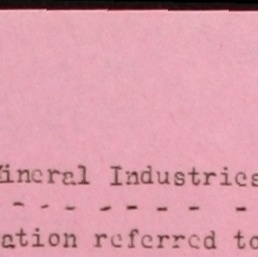 Mineral Industries
- - - - - - - -
ation referred to